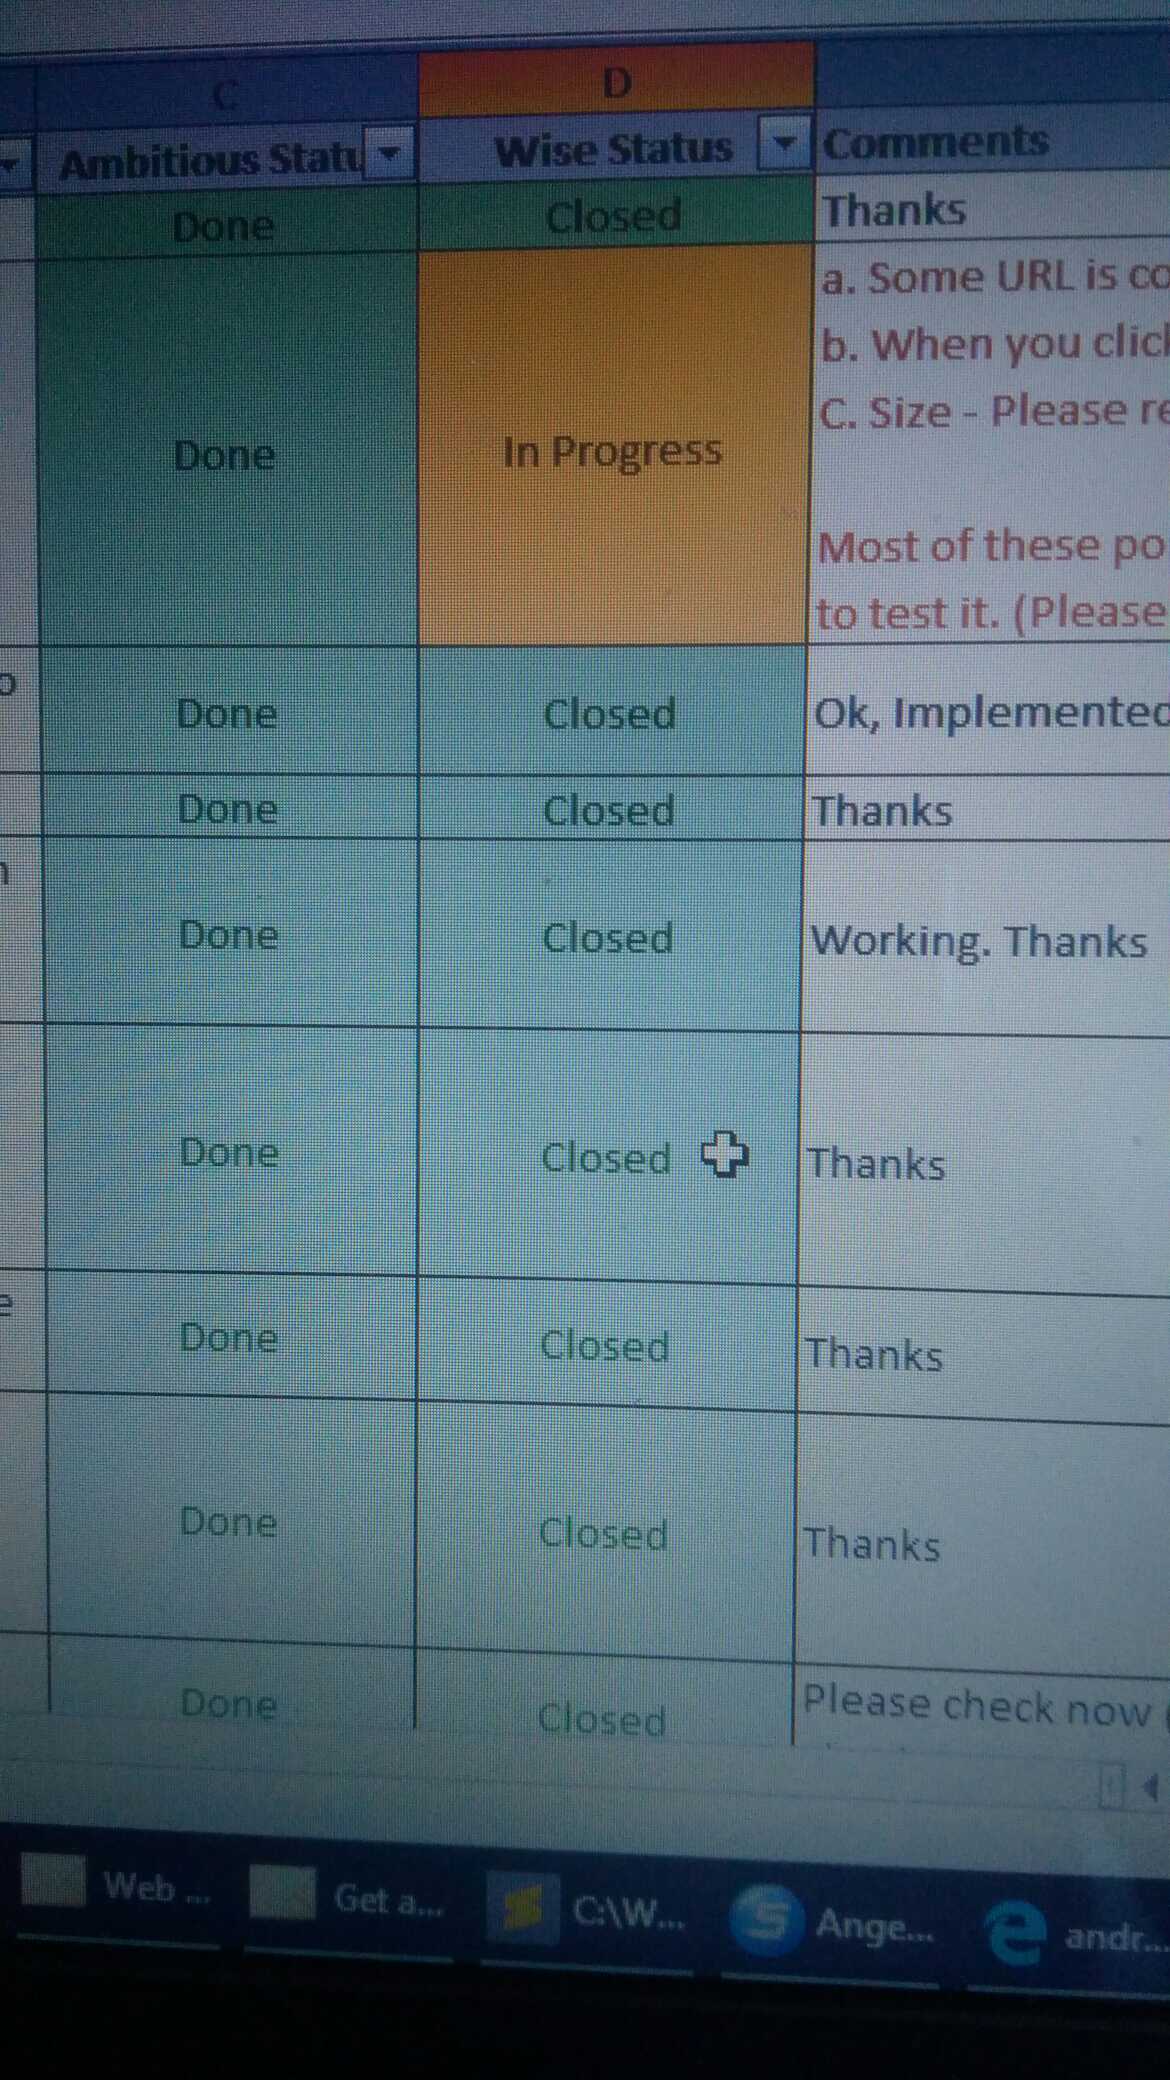 C D
Ambitious Statu Wise Status Comments
Done Closed Thanks
Done In Progress a. Some URL is co
b. When you click
C. Size - Please re
Most of these po
to test it. (Please
o
Done Closed Ok, Implemented
Done Closed Thanks
n
Done Closed Working. Thanks
Done Closed Thanks
e
Done Closed Thanks
Done Closed Thanks
Done Closed Please check now (
Web ... Get a... C:\W... Ange... andr...